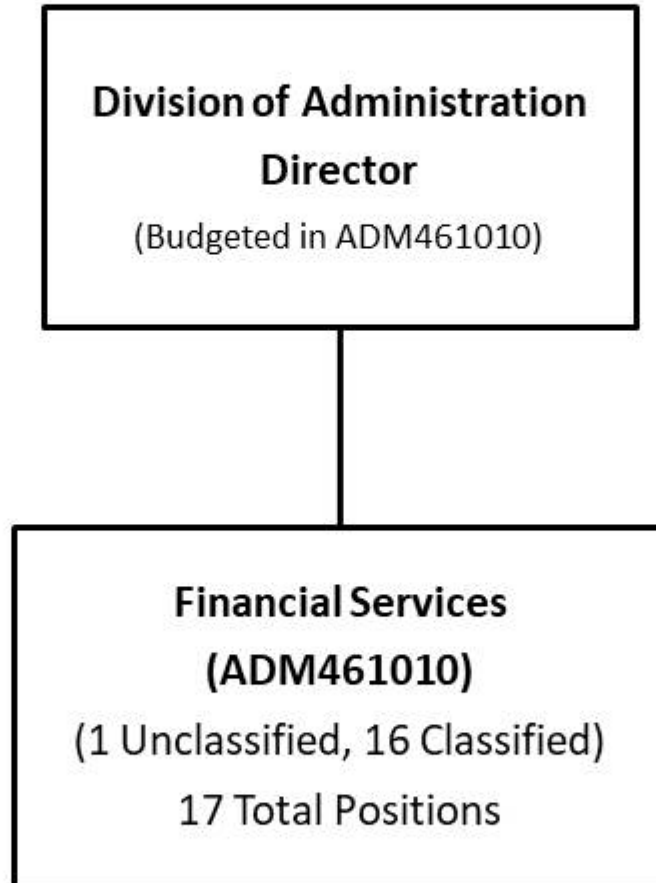 Division of Administration
Director
(Budgeted in ADM461010)
Financial Services
(ADM461010)
(1 Unclassified, 16 Classified)
17 Total Positions